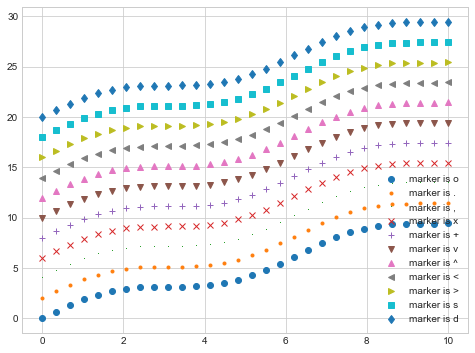 30
25
20
15
10
5
0
marker is o
marker is .
marker is ,
marker is x
marker is +
marker is v
marker is ^
marker is <
marker is >
marker is s
marker is d
0 2 4 6 8 10